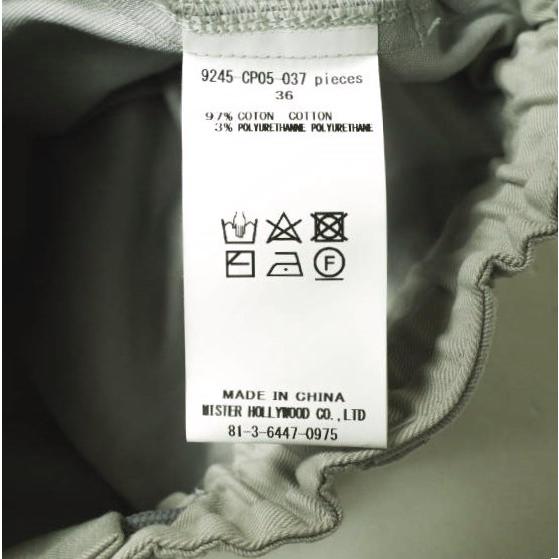 9245-CP05-037 pieces
36
97% COTON COTTON
3% POLYURETHANNE POLYURETHANE
F
MADE IN CHINA
MISTER HOLLYWOOD CO., LTD
81-3-6447-0975